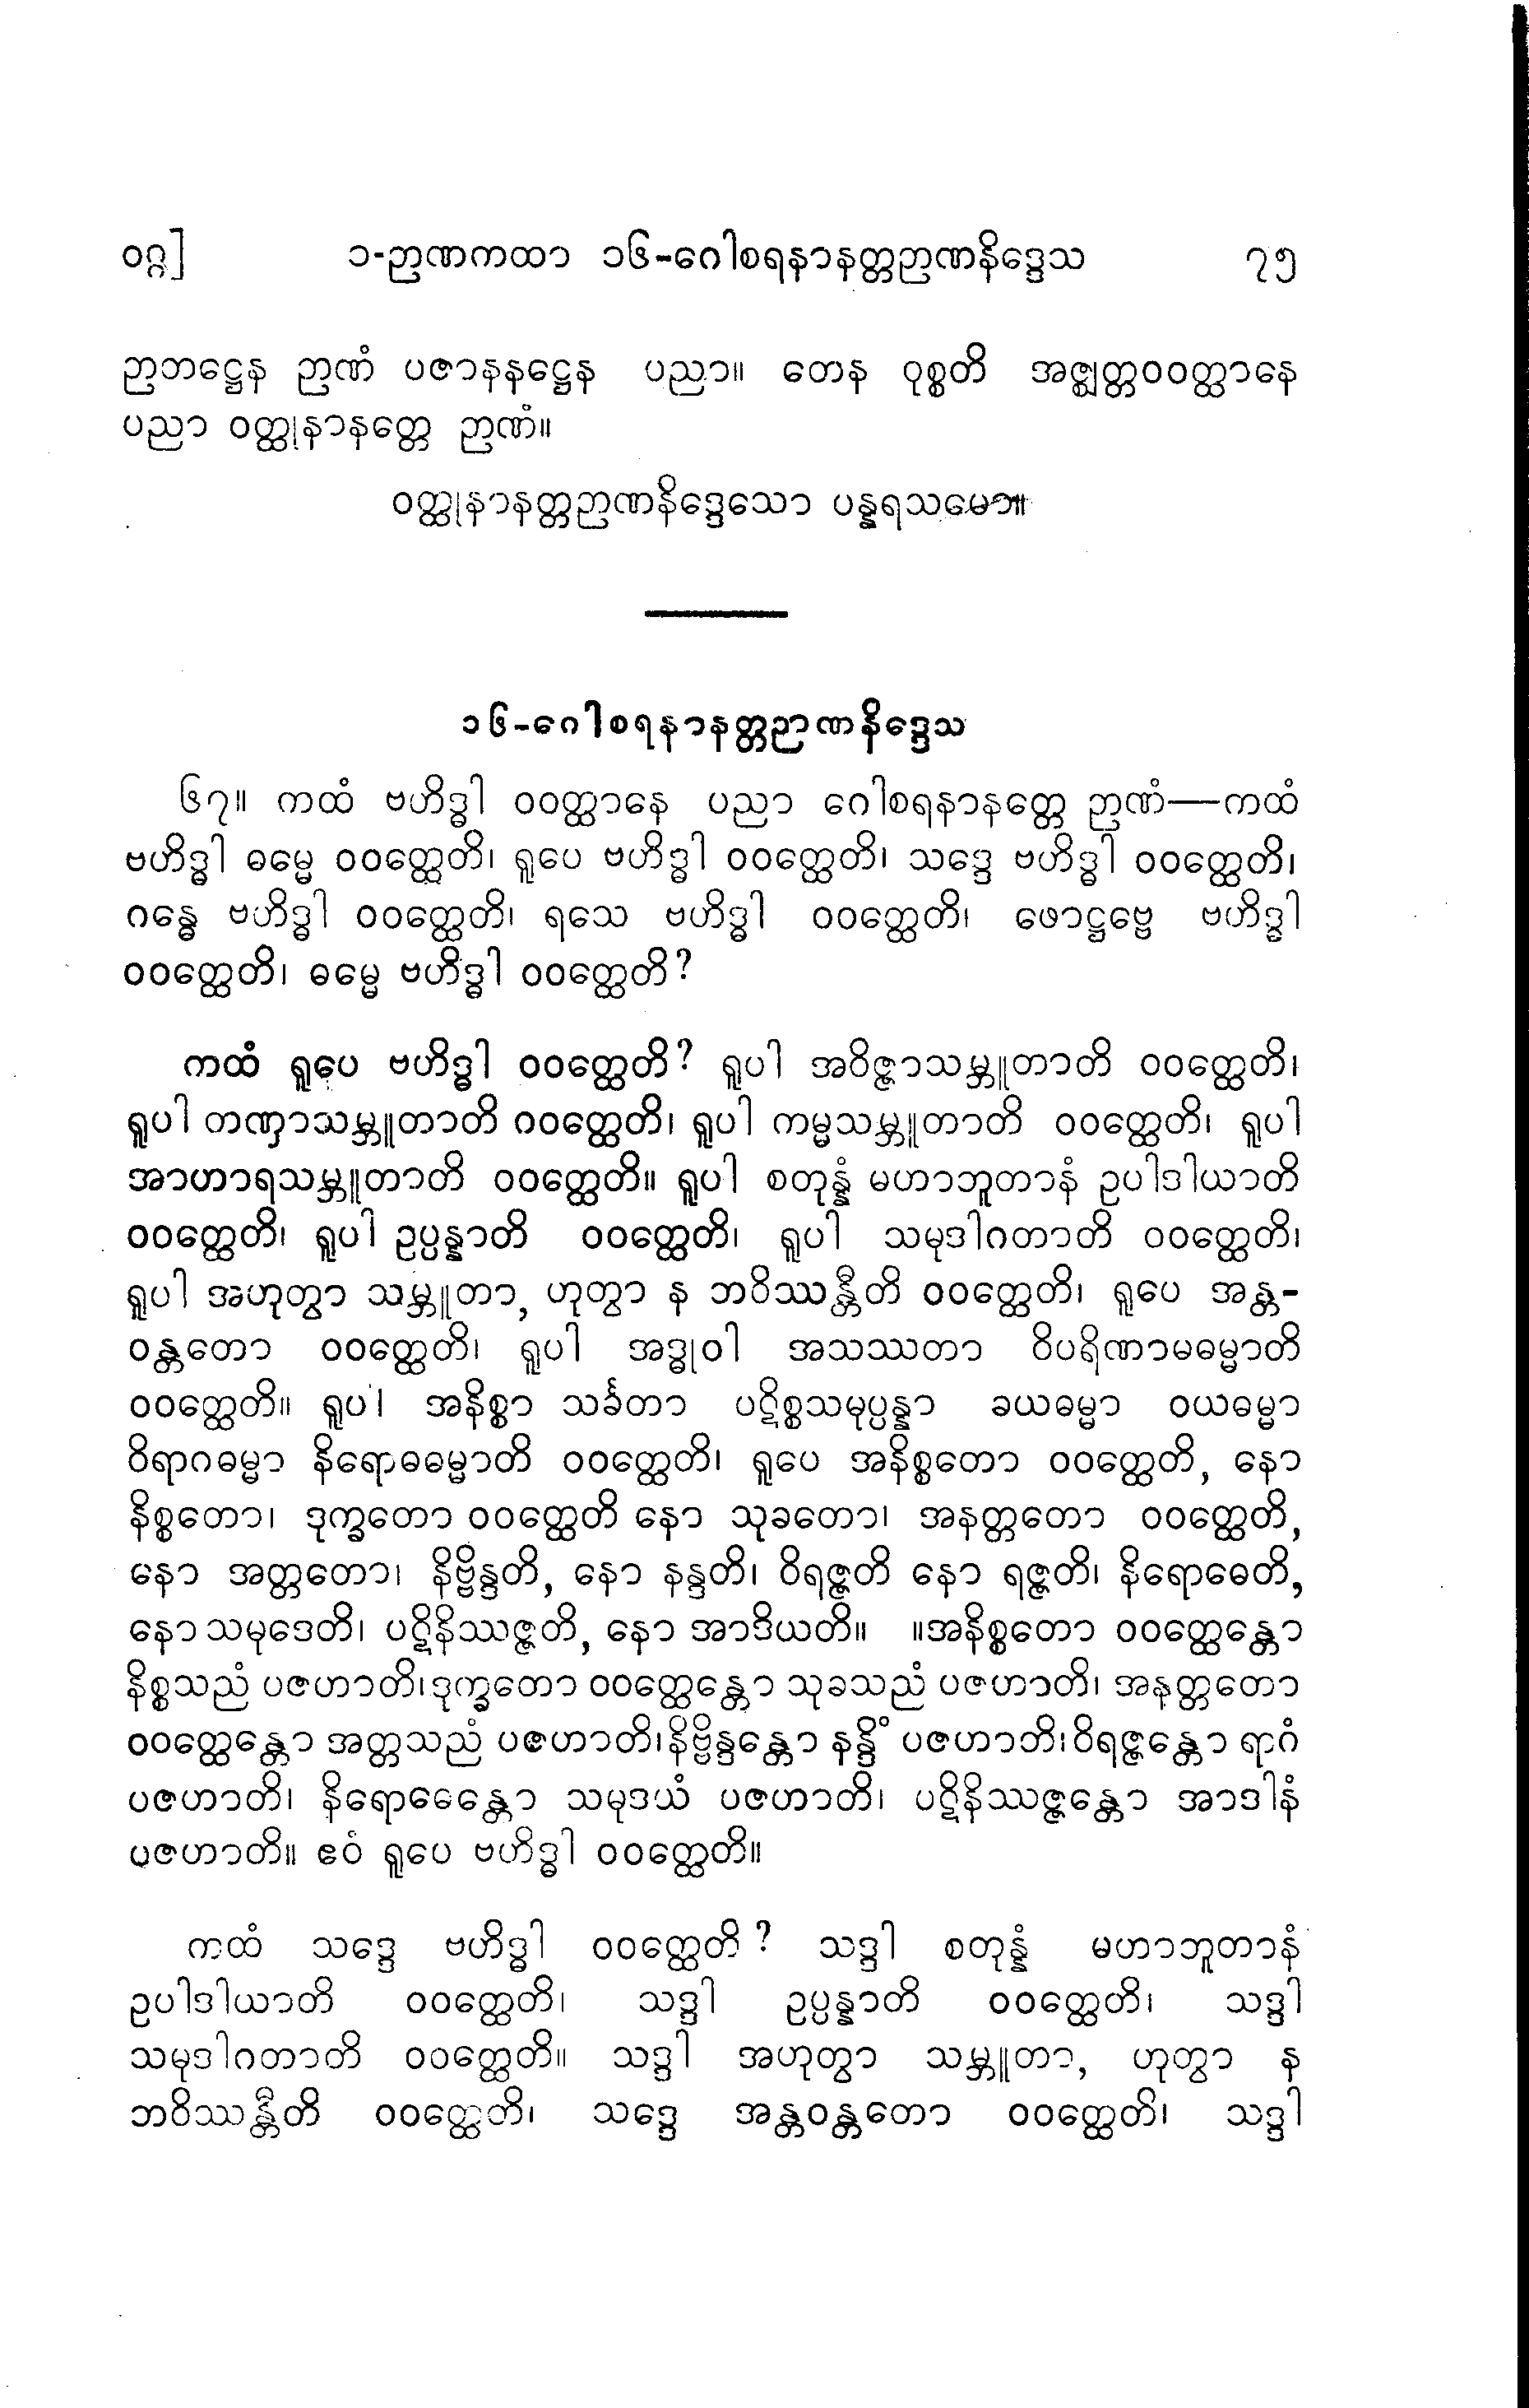 ဝဂ္ဂ] ၁-ဉာဏကထာ ၁၆-ဂေါစရနာနတ္တဉာဏနိဒ္ဒေသ ၇၅
ဉာတဋ္ဌေန ဉာဏံ ပဇာနနဋ္ဌေန ပညာ။ တေန ဝုစ္စတိ အဇ္ဈတ္တဝဝတ္ထာနေ
ပညာ ဝတ္ထုနာနတ္တေ ဉာဏံ။
ဝတ္ထုနာနတ္တဉာဏနိဒ္ဒေသော ပန္နရသမော။
၁၆-ဂေါစရနာနတ္တဉာဏနိဒ္ဒေသ
၆၇။ ကထံ ဗဟိဒ္ဓါ ဝဝတ္ထာနေ ပညာ ဂေါစရနာနတ္တေ ဉာဏံ—ကထံ
ဗဟိဒ္ဓါ ဓမ္မေ ဝဝတ္ထေတိ၊ ရူပေ ဗဟိဒ္ဓါ ဝဝတ္ထေတိ၊ သဒ္ဒေ ဗဟိဒ္ဓါ ဝဝတ္ထေတိ၊
ဂန္ဓေ ဗဟိဒ္ဓါ ဝဝတ္ထေတိ၊ ရသေ ဗဟိဒ္ဓါ ဝဝတ္ထေတိ၊ ဖောဋ္ဌဗ္ဗေ ဗဟိဒ္ဓါ
ဝဝတ္ထေတိ၊ ဓမ္မေ ဗဟိဒ္ဓါ ဝဝတ္ထေတိ?
ကထံ ရူပေ ဗဟိဒ္ဓါ ဝဝတ္ထေတိ? ရူပါ အဝိဇ္ဇာသမ္ဘူတာတိ ဝဝတ္ထေတိ၊
ရူပါ တဏှာသမ္ဘူတာတိ ဂဝတ္ထေတိ၊ ရူပါ ကမ္မသမ္ဘူတာတိ ဝဝတ္ထေတိ၊ ရူပါ
အာဟာရသမ္ဘူတာတိ ဝဝတ္ထေတိ။ ရူပါ စတုန္နံ မဟာဘူတာနံ ဥပါဒါယာတိ
ဝဝတ္ထေတိ၊ ရူပါ ဥပ္ပန္နာတိ ဝဝတ္ထေတိ၊ ရူပါ သမုဒါဂတာတိ ဝဝတ္ထေတိ၊
ရူပါ အဟုတွာ သမ္ဘူတာ, ဟုတွာ န ဘဝိဿန္တီတိ ဝဝတ္ထေတိ၊ ရူပေ အန္တ-
ဝန္တတော ဝဝတ္ထေတိ၊ ရူပါ အဒ္ဓုဝါ အသဿတာ ဝိပရိဏာမဓမ္မာတိ
ဝဝတ္ထေတိ။ ရူပါ အနိစ္စာ သင်္ခတာ ပဋိစ္စသမုပ္ပန္နာ ခယဓမ္မာ ဝယဓမ္မာ
ဝိရာဂဓမ္မာ နိရောဓဓမ္မာတိ ဝဝတ္ထေတိ၊ ရူပေ အနိစ္စတော ဝဝတ္ထေတိ, နော
နိစ္စတော၊ ဒုက္ခတော ဝဝတ္ထေတိ နော သုခတော၊ အနတ္တတော ဝဝတ္ထေတိ,
နော အတ္တတော၊ နိဗ္ဗိန္ဒတိ, နော နန္ဒတိ၊ ဝိရဇ္ဇတိ နော ရဇ္ဇတိ၊ နိရောဓေတိ,
နော သမုဒေတိ၊ ပဋိနိဿဇ္ဇတိ, နော အာဒိယတိ။ ။အနိစ္စတော ဝဝတ္ထေန္တော
နိစ္စသညံ ပဇဟာတိ၊ဒုက္ခတော ဝဝတ္ထေန္တော သုခသညံ ပဇဟာတိ၊ အနတ္တတော
ဝဝတ္ထေန္တော အတ္တသညံ ပဇဟာတိ၊နိဗ္ဗိန္ဒန္တော နန္ဒိံ ပဇဟာတိ၊ဝိရဇ္ဇန္တော ရာဂံ
ပဇဟာတိ၊ နိရောဓေန္တော သမုဒယံ ပဇဟာတိ၊ ပဋိနိဿဇ္ဇန္တော အာဒါနံ
ပဇဟာတိ။ ဧဝံ ရူပေ ဗဟိဒ္ဓါ ဝဝတ္ထေတိ။
ကထံ သဒ္ဒေ ဗဟိဒ္ဓါ ဝဝတ္ထေတိ? သဒ္ဒါ စတုန္နံ မဟာဘူတာနံ
ဥပါဒါယာတိ ဝဝတ္ထေတိ၊ သဒ္ဒါ ဥပ္ပန္နာတိ ဝဝတ္ထေတိ၊ သဒ္ဒါ
သမုဒါဂတာတိ ဝဝတ္ထေတိ။ သဒ္ဒါ အဟုတွာ သမ္ဘူတာ, ဟုတွာ န
ဘဝိဿန္တီတိ ဝဝတ္ထေတိ၊ သဒ္ဒေ အန္တဝန္တတော ဝဝတ္ထေတိ၊ သဒ္ဒါ